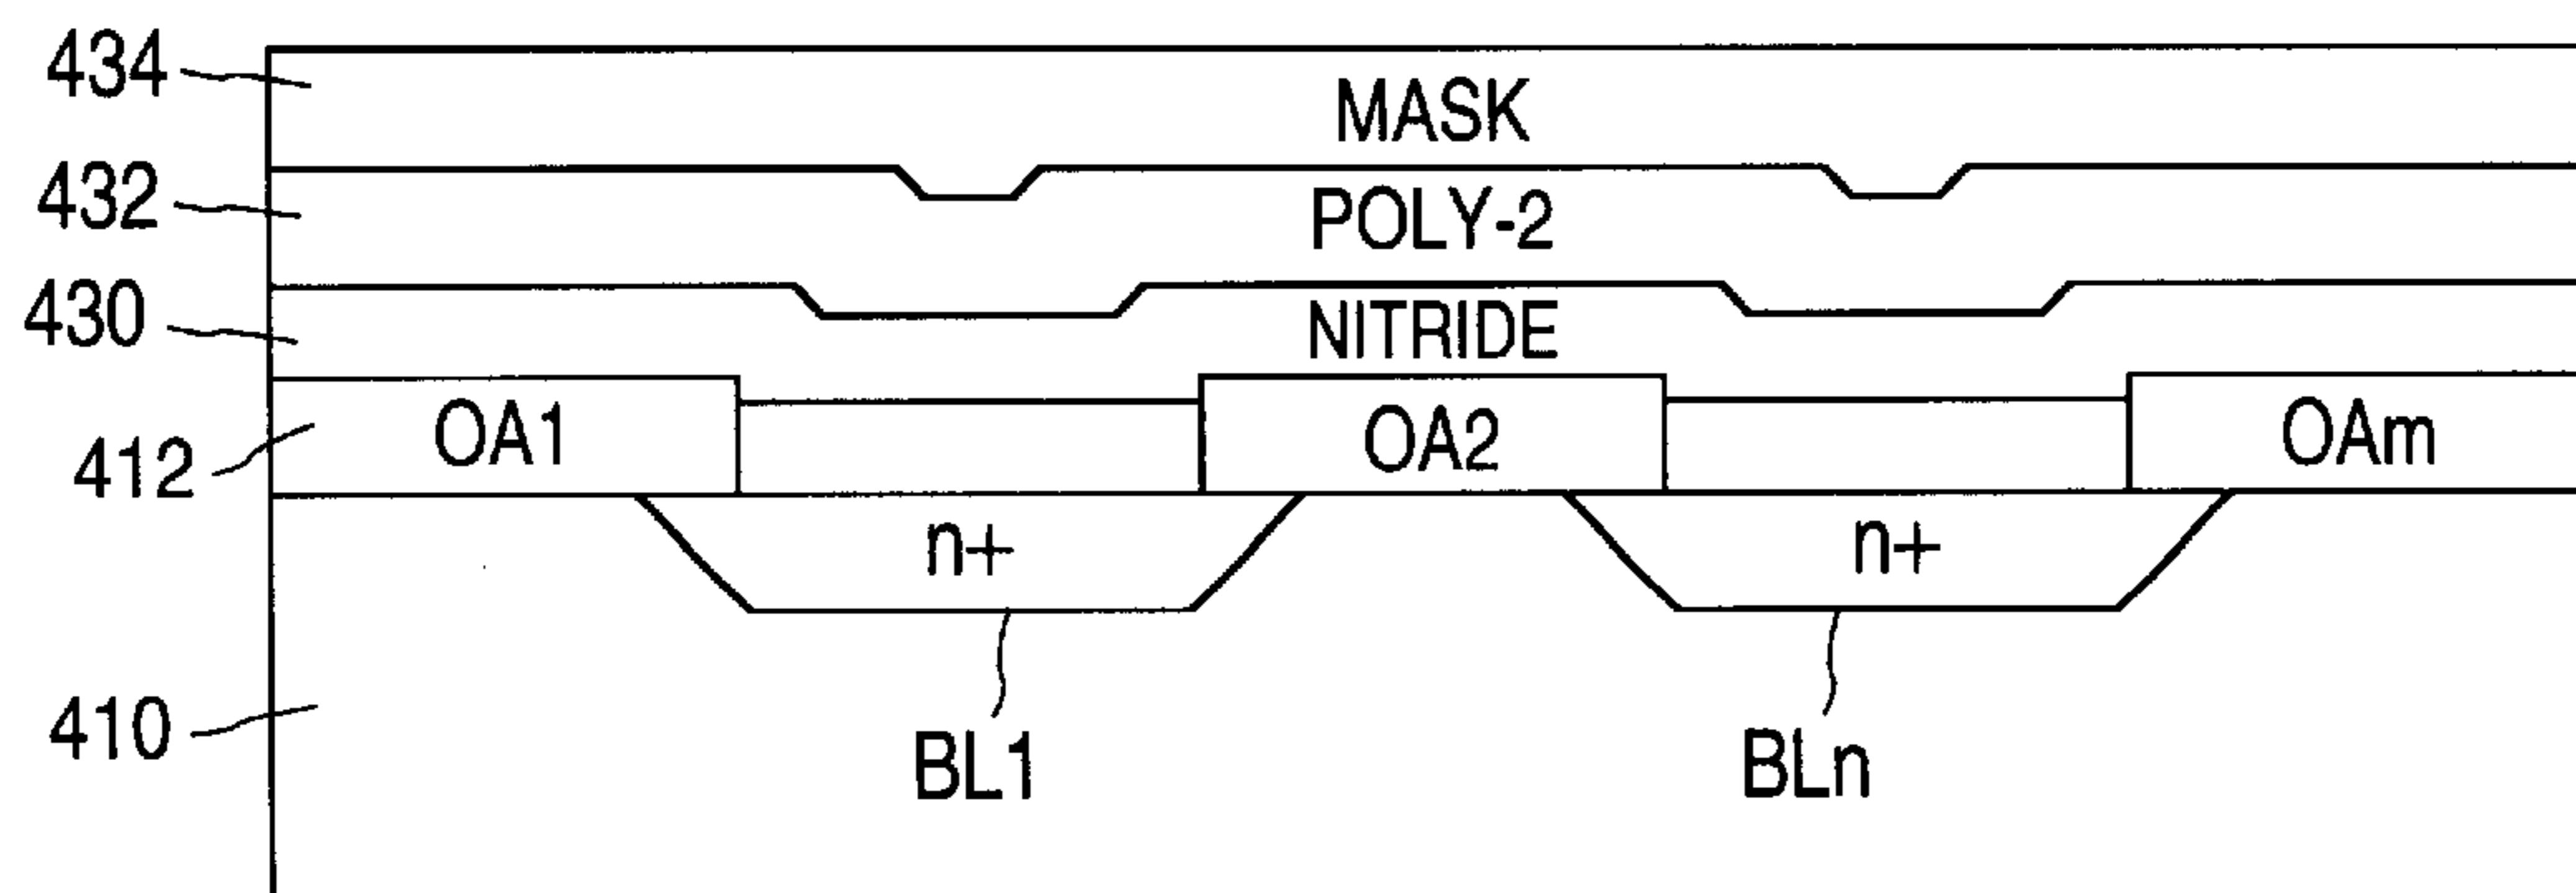 434
MASK
432
POLY-2
430
NITRIDE
412
OA1
OA2
OAm
n+
n+
410
BL1
BLn